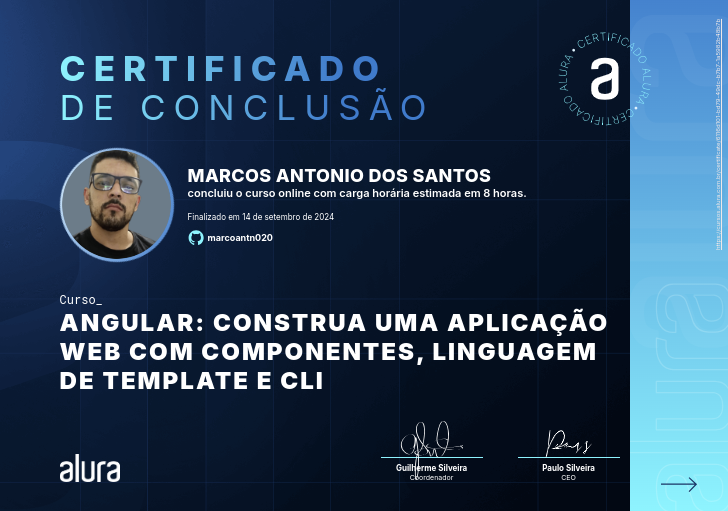 CERTIFICADO
DE CONCLUSÃO
CERTIFICADO ALURA • CERTIFICADO ALURA •
a
MARCOS ANTONIO DOS SANTOS
concluiu o curso online com carga horária estimada em 8 horas.
Finalizado em 14 de setembro de 2024
marcoantn020
Curso_
ANGULAR: CONSTRUA UMA APLICAÇÃO
WEB COM COMPONENTES, LINGUAGEM
DE TEMPLATE E CLI
alura
Guilherme Silveira
Coordenador
Paulo Silveira
CEO
alura